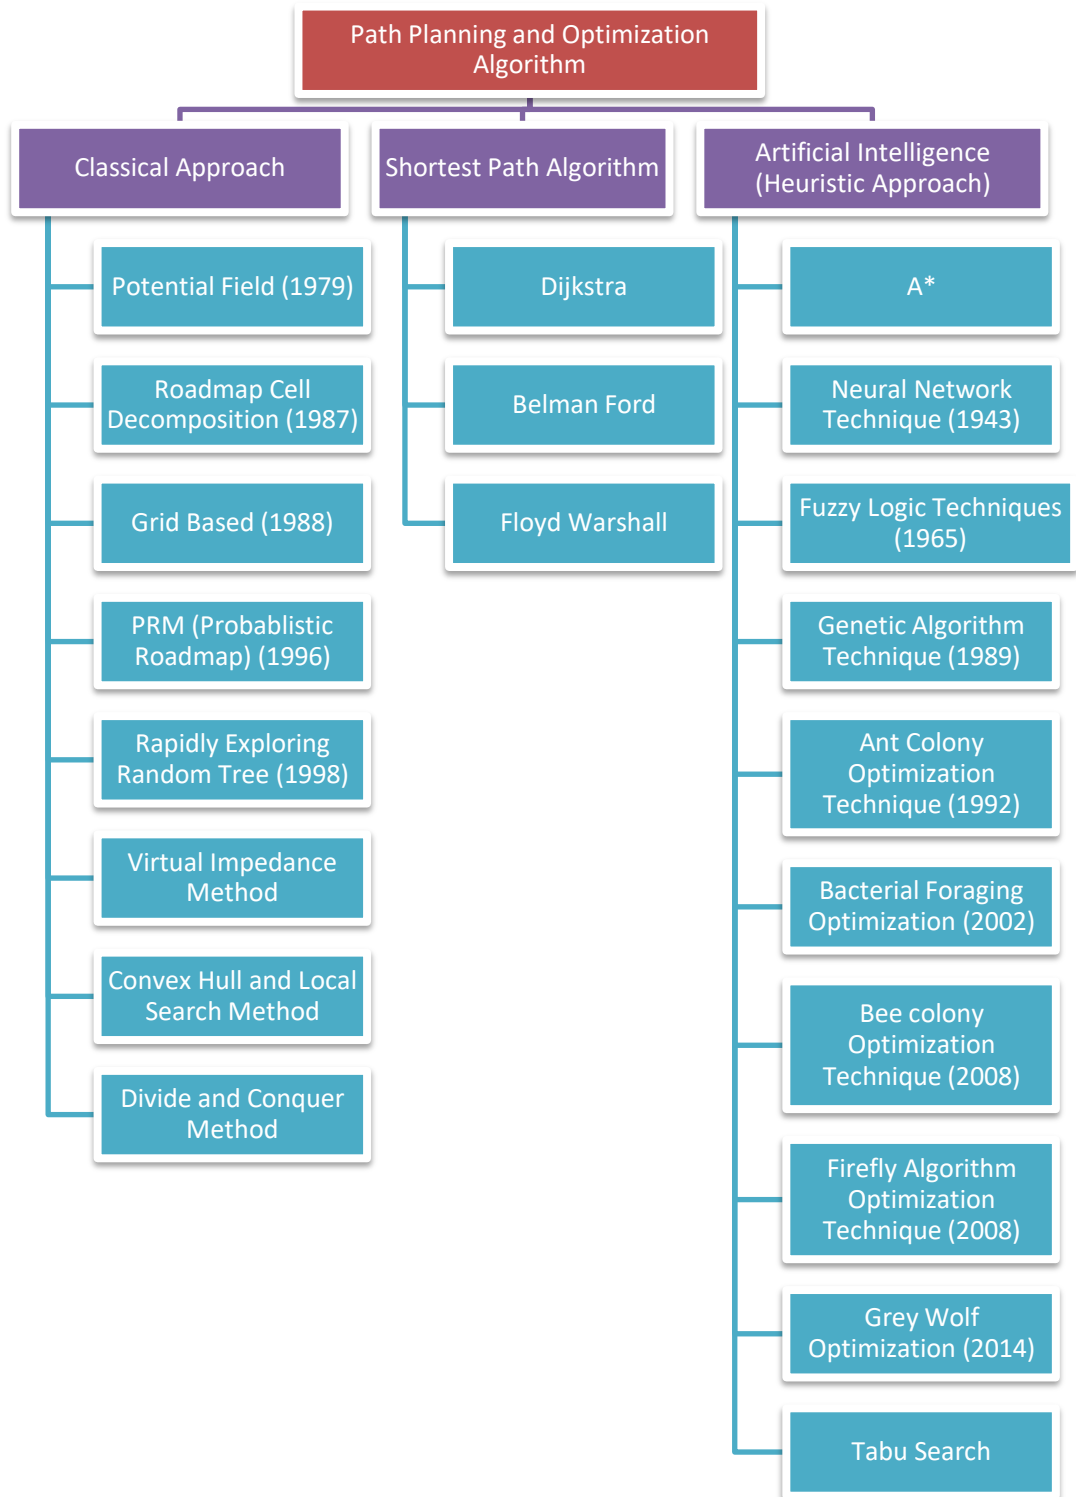 Path Planning and Optimization
Algorithm
Classical Approach
Shortest Path Algorithm
Artificial Intelligence
(Heuristic Approach)
Potential Field (1979)
Roadmap Cell
Decomposition (1987)
Grid Based (1988)
PRM (Probablistic
Roadmap) (1996)
Rapidly Exploring
Random Tree (1998)
Virtual Impedance
Method
Convex Hull and Local
Search Method
Divide and Conquer
Method
Dijkstra
Belman Ford
Floyd Warshall
A*
Neural Network
Technique (1943)
Fuzzy Logic Techniques
(1965)
Genetic Algorithm
Technique (1989)
Ant Colony
Optimization
Technique (1992)
Bacterial Foraging
Optimization (2002)
Bee colony
Optimization
Technique (2008)
Firefly Algorithm
Optimization
Technique (2008)
Grey Wolf
Optimization (2014)
Tabu Search